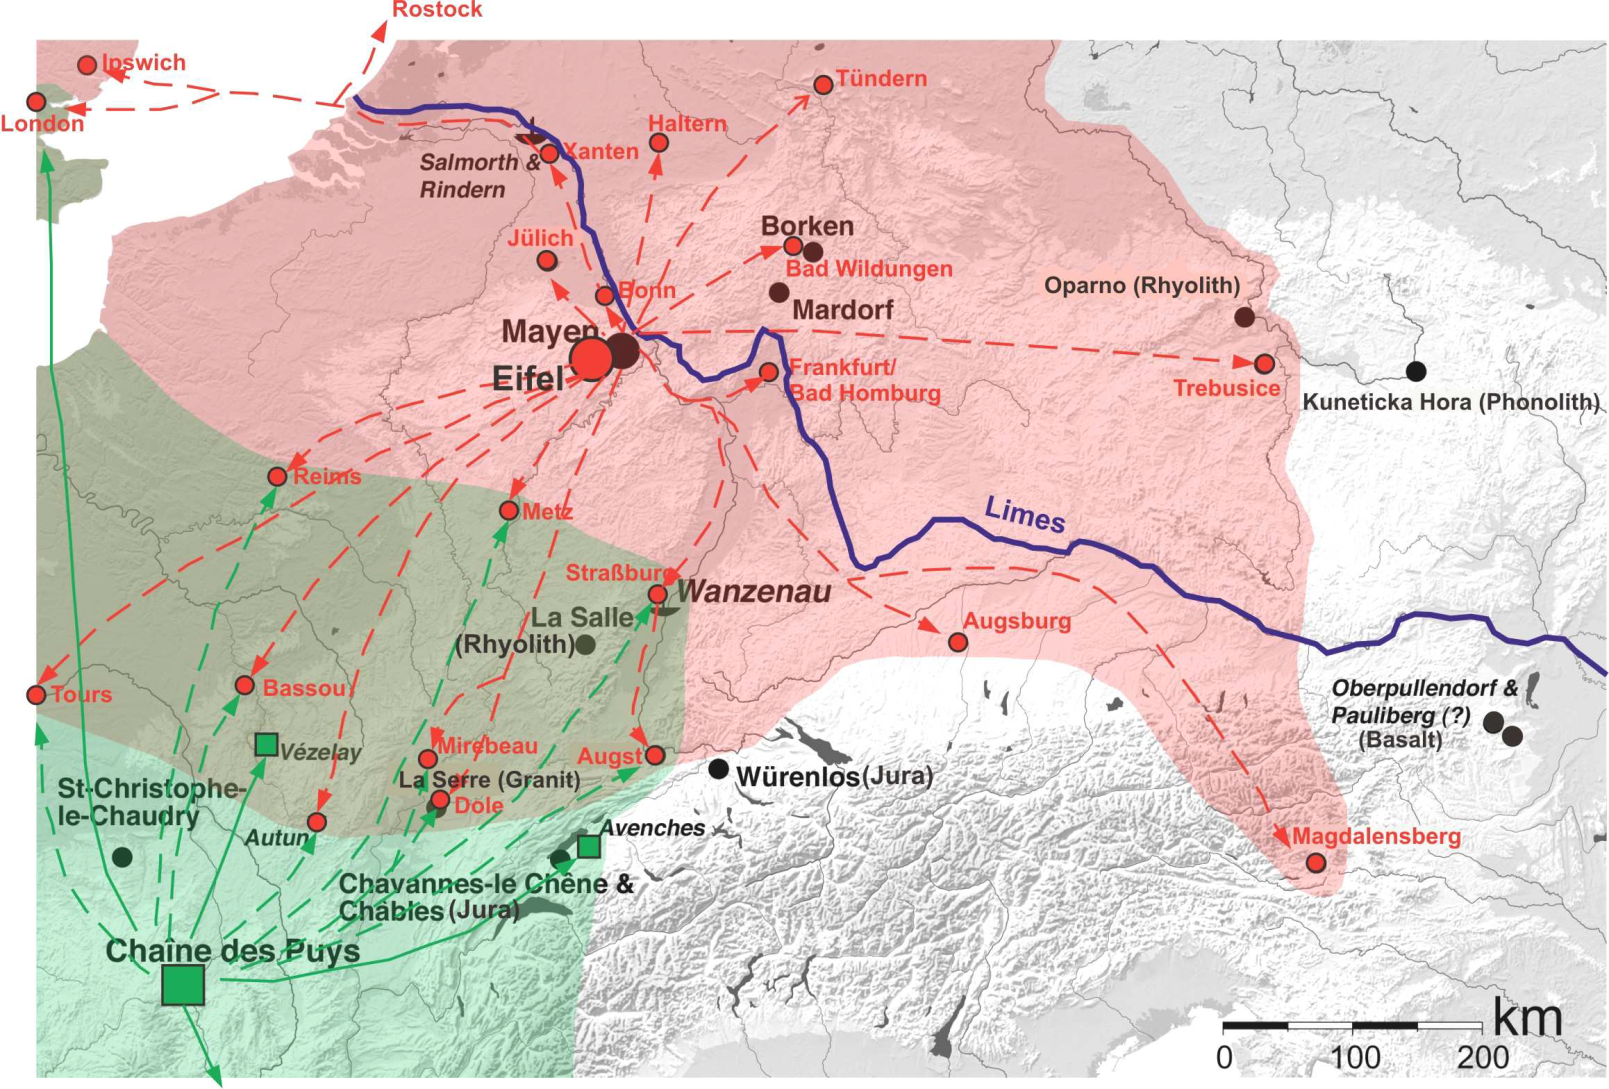 Rostock
Ipswich
London
Tündern
Haltern
Xanten
Salmorth &
Rindern
Borken
Bad Wildungen
Jülich
Bonn
Oparno (Rhyolith)
Mardorf
Mayen
Eifel
Frankfurt/
Bad Homburg
Trebusice
Kuneticka Hora (Phonolith)
Reims
Metz
Limes
Straßburg
Wanzenau
La Salle
(Rhyolith)
Augsburg
Tours
Bassou
Oberpullendorf &
Pauliberg (?)
(Basalt)
Vézelay
Mirebeau
Augst
La Serre (Granit)
Würenlos (Jura)
St-Christophe-
le-Chaudry
Dole
Autun
Avenches
Magdalensberg
Chavannes-le Chêne &
Châbles (Jura)
Chaîne des Puys
km
0 100 200